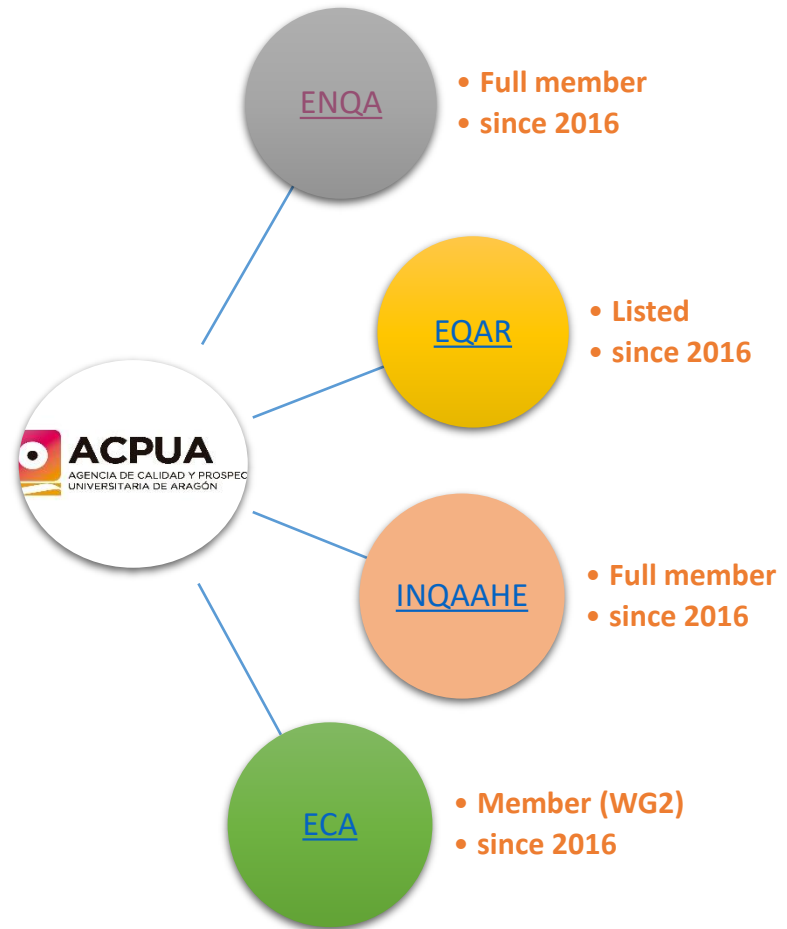 ENQA
• Full member
• since 2016
EQAR
• Listed
• since 2016
ACPUA
AGENCIA DE CALIDAD Y PROSPEC
UNIVERSITARIA DE ARAGÓN
INQAAHE
• Full member
• since 2016
ECA
• Member (WG2)
• since 2016